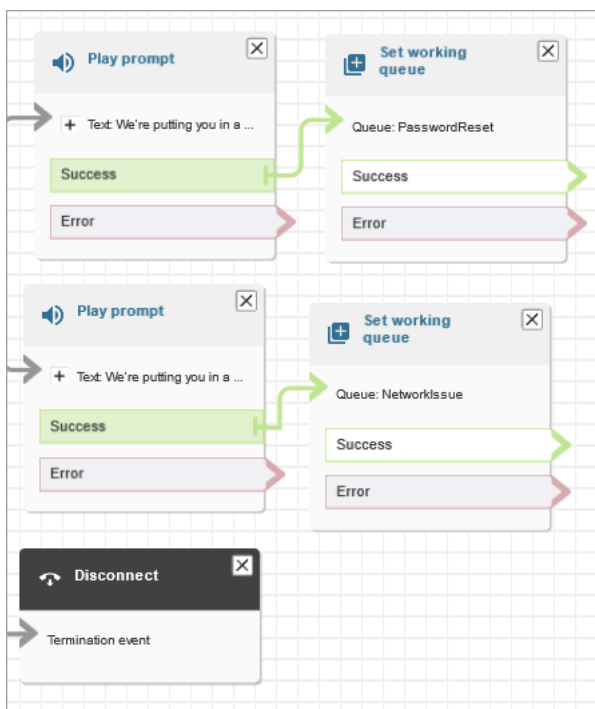 Play prompt
Text: We're putting you in a ...
Success
Error
Set working
queue
Queue: PasswordReset
Success
Error
Play prompt
Text: We're putting you in a ...
Success
Error
Set working
queue
Queue: NetworkIssue
Success
Error
Disconnect
Termination event